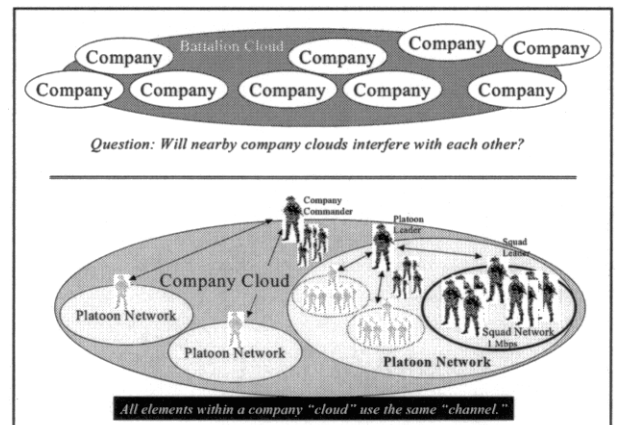 Battalion Cloud
Company
Company
Company
Company
Company
Company
Company
Company
Company
Question: Will nearby company clouds interfere with each other?
Company
Commander
Platoon
Leader
Squad
Leader
Company Cloud
Platoon Network
Platoon Network
Squad Network
1 Mbps
Platoon Network
All elements within a company “cloud” use the same “channel.”